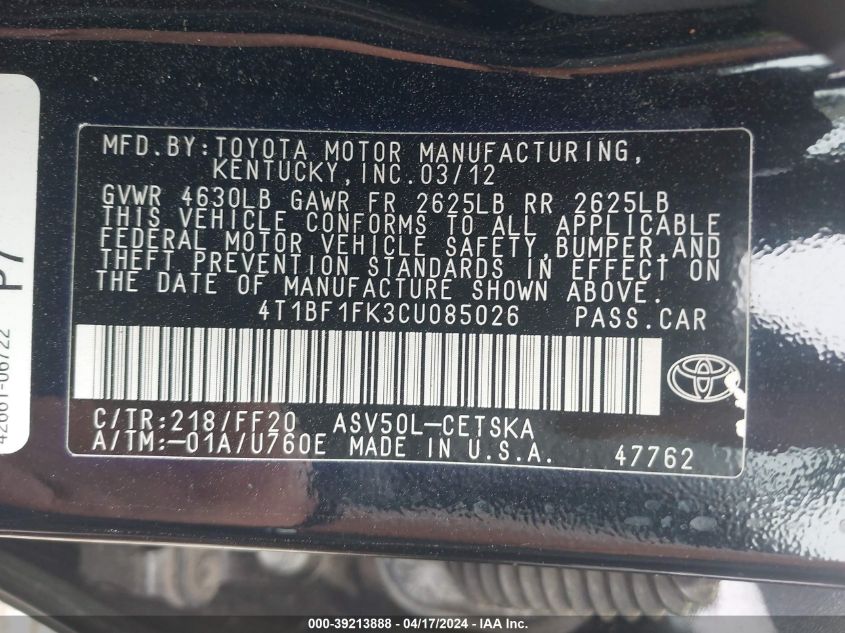 MFD.BY:TOYOTA MOTOR MANUFACTURING,
KENTUCKY,INC.03/12
GVWR 4630LB GAWR FR 2625LB RR 2625LB
THIS VEHICLE CONFORMS TO ALL APPLICABLE
FEDERAL MOTOR VEHICLE SAFETY,BUMPER,AND
THEFT PREVENTION STANDARDS IN EFFECT ON
THE DATE OF MANUFACTURE SHOWN ABOVE.
4T1BF1FK3CU085026 PASS.CAR
C/TR:218/FF20 ASV50L-CETSKA
A/TM:-01A/U760E MADE IN U.S.A. 47762
P7
42661-06722
000-39213888 - 04/17/2024 - IAA Inc.